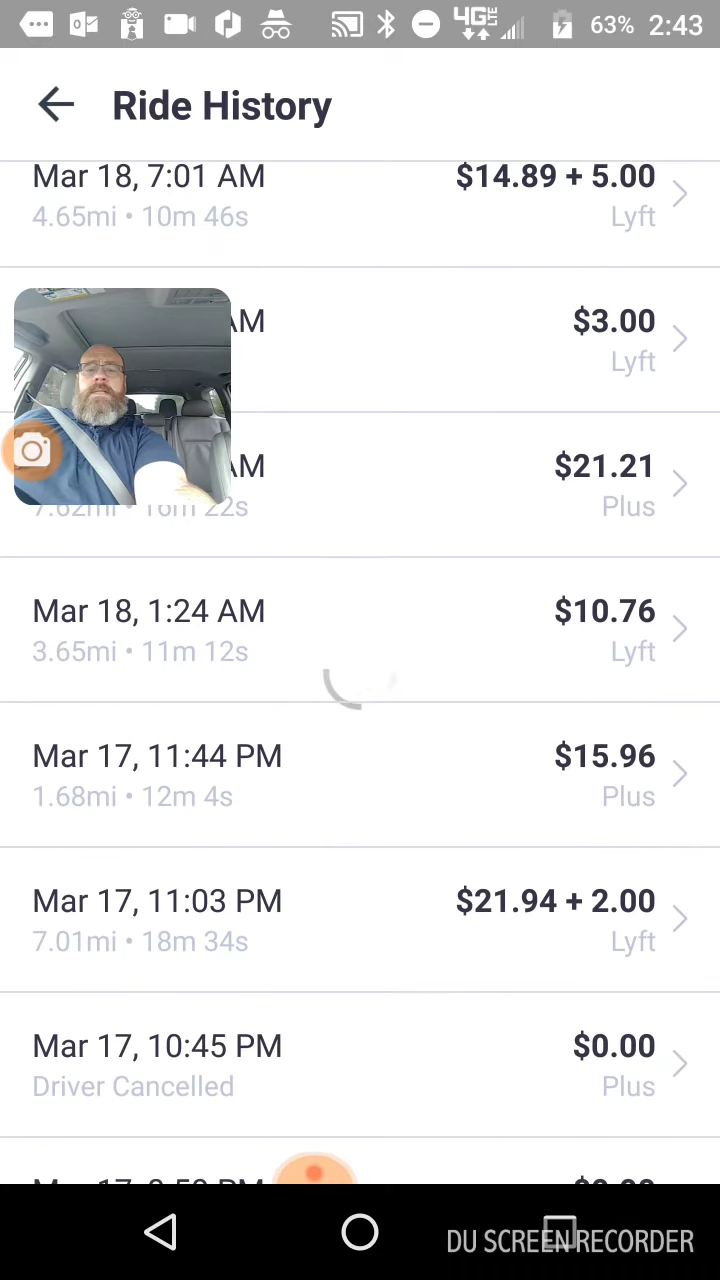 63% 2:43
Ride History
Mar 18, 7:01 AM $14.89 + 5.00
4.65mi • 10m 46s Lyft
AM $3.00
Lyft
AM $21.21
7.62mi • 16m 22s Plus
Mar 18, 1:24 AM $10.76
3.65mi • 11m 12s Lyft
Mar 17, 11:44 PM $15.96
1.68mi • 12m 4s Plus
Mar 17, 11:03 PM $21.94 + 2.00
7.01mi • 18m 34s Lyft
Mar 17, 10:45 PM $0.00
Driver Cancelled Plus
DU SCREEN RECORDER